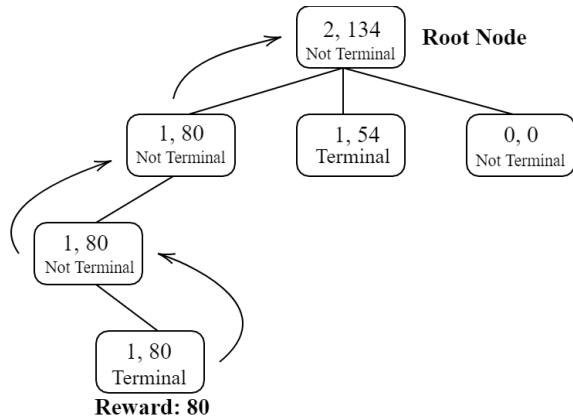 2, 134
Not Terminal
Root Node
1, 80
Not Terminal
1, 54
Terminal
0, 0
Not Terminal
1, 80
Not Terminal
1, 80
Terminal
Reward: 80